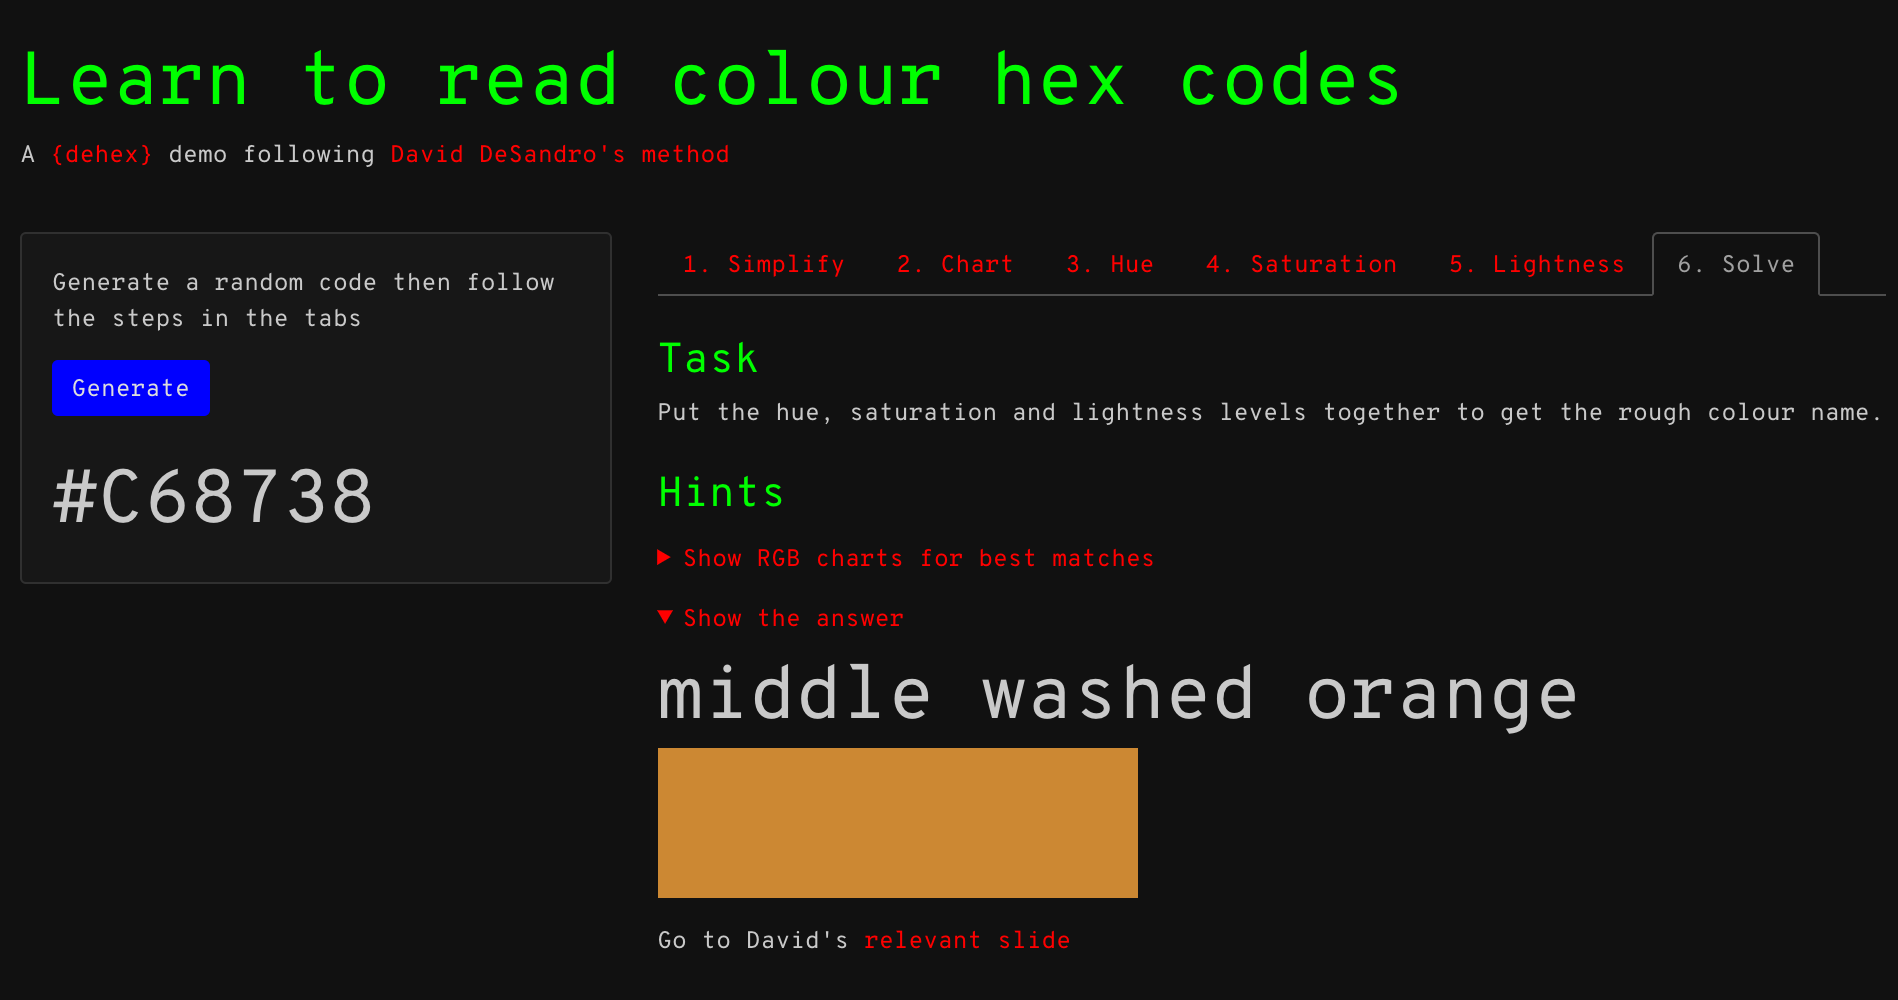 Learn to read colour hex codes
A {dehex} demo following David DeSandro's method
Generate a random code then follow
the steps in the tabs
Generate
#C68738
1. Simplify 2. Chart 3. Hue 4. Saturation 5. Lightness 6. Solve
Task
Put the hue, saturation and lightness levels together to get the rough colour name.
Hints
Show RGB charts for best matches
Show the answer
middle washed orange
Go to David's relevant slide